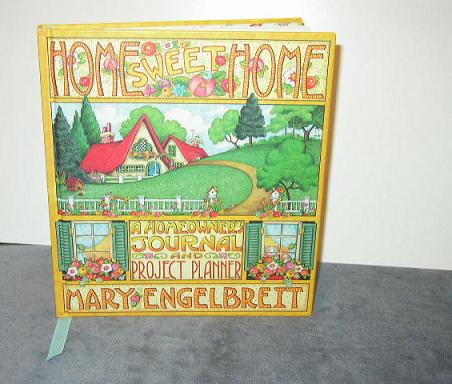 HOME SWEET HOME
A HOMEOWNER'S
JOURNAL
AND
PROJECT PLANNER
MARY ENGELBREIT